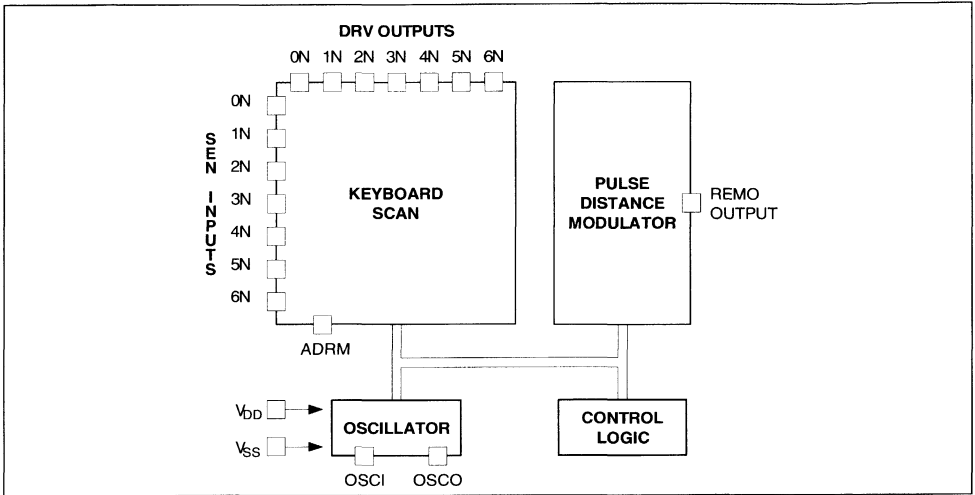 DRV OUTPUTS
0N 1N 2N 3N 4N 5N 6N
SEN INPUTS
0N
1N
2N
3N
4N
5N
6N
KEYBOARD
SCAN
PULSE
DISTANCE
MODULATOR
REMO
OUTPUT
ADRM
VDD
VSS
OSCILLATOR
CONTROL
LOGIC
OSCI OSCO